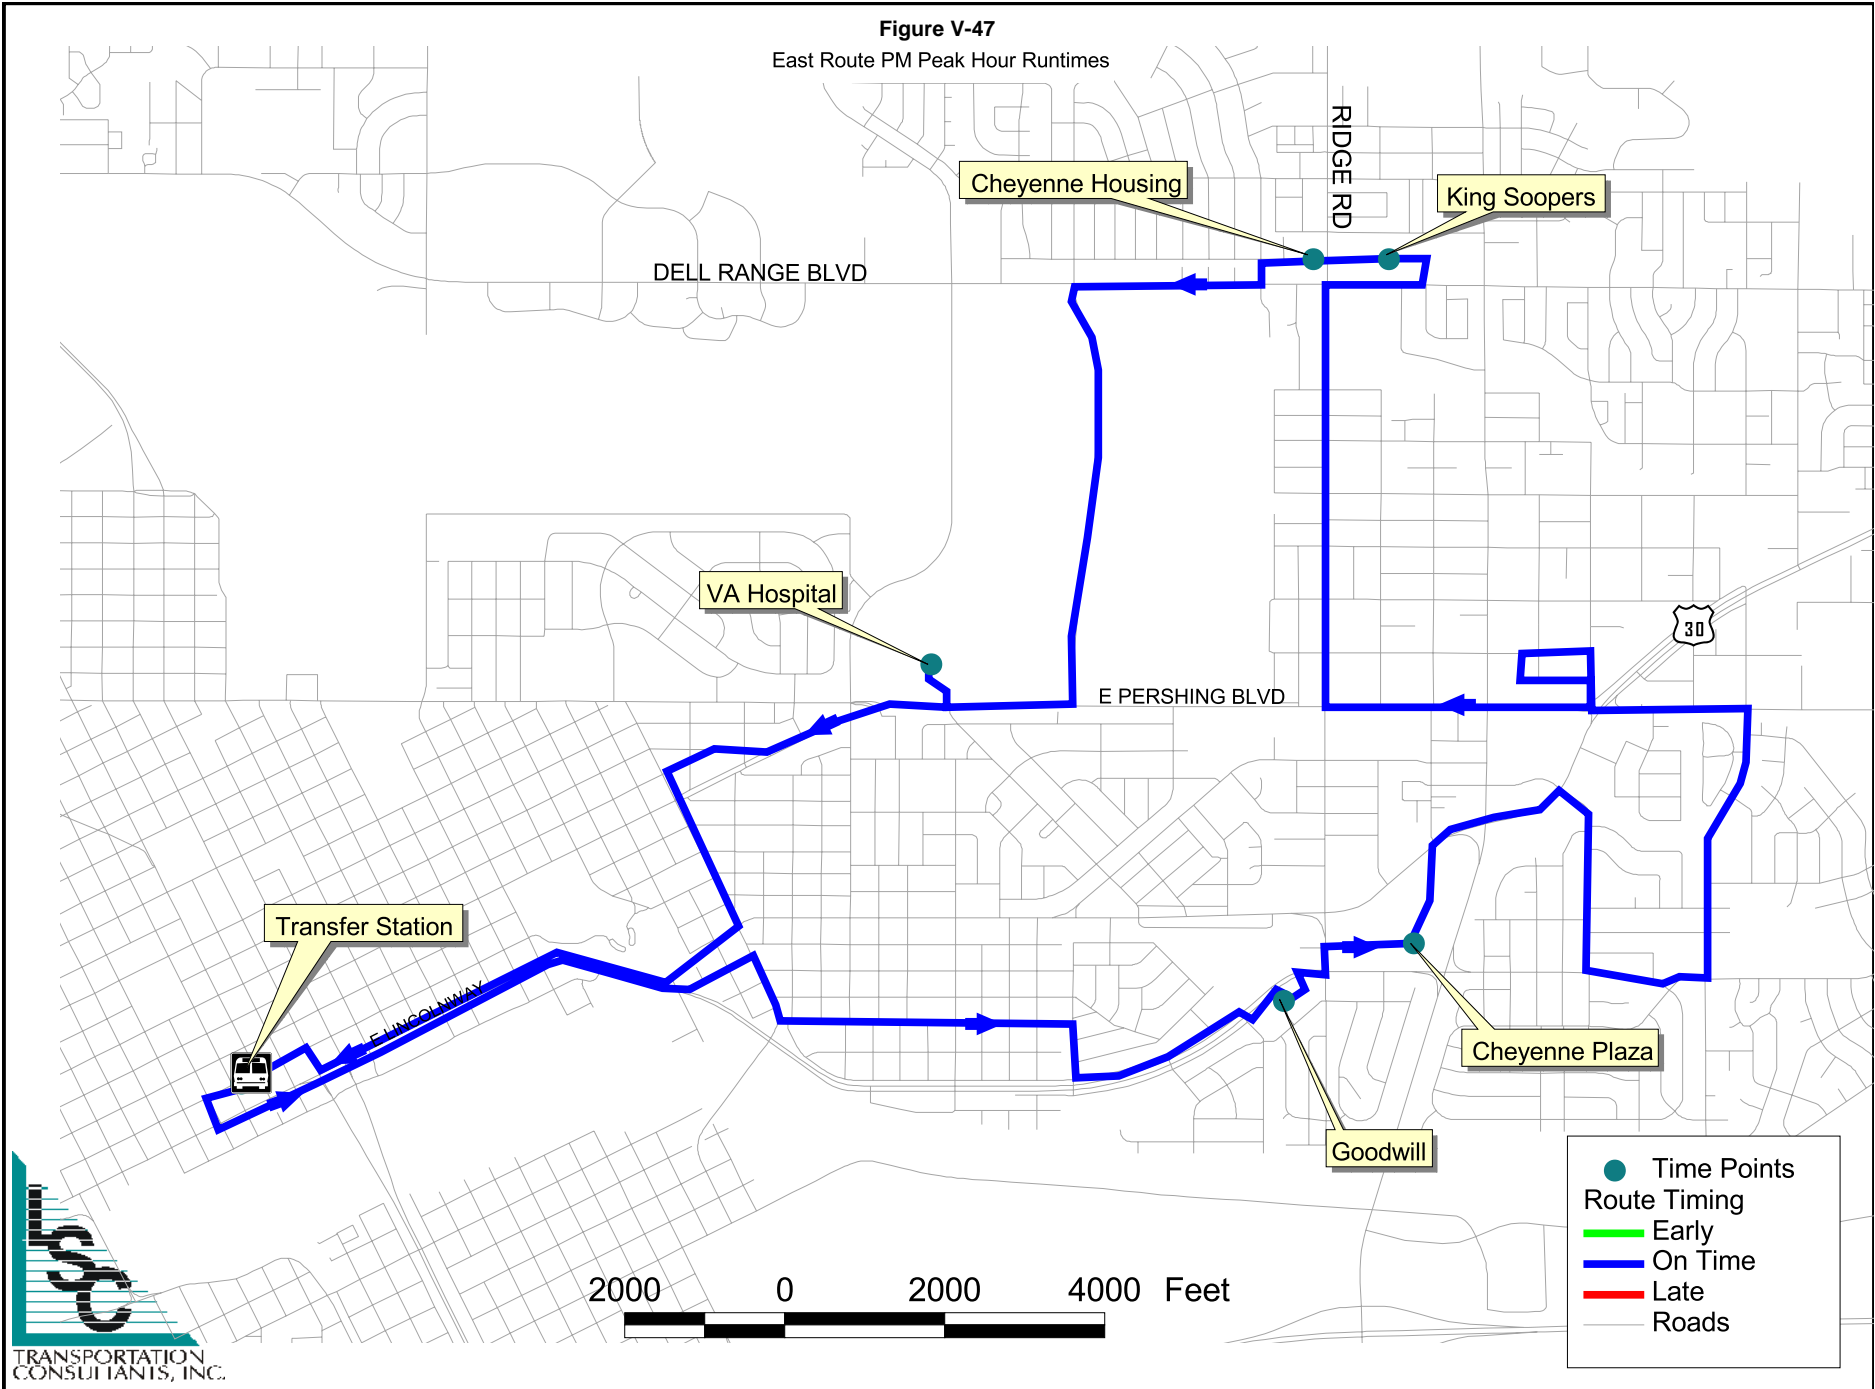 Figure V-47
East Route PM Peak Hour Runtimes
RIDGE RD
Cheyenne Housing
King Soopers
DELL RANGE BLVD
VA Hospital
30
E PERSHING BLVD
Transfer Station
E LINCOLNWAY
Cheyenne Plaza
Goodwill
Time Points
Route Timing
Early
On Time
Late
Roads
2000 0 2000 4000 Feet
LSC
TRANSPORTATION
CONSULTANTS, INC.